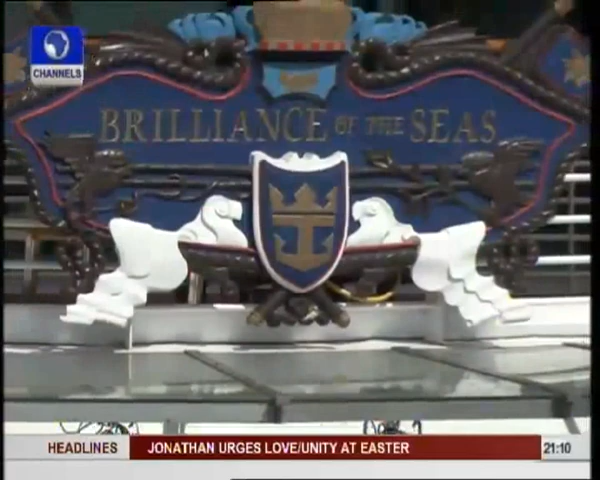 CHANNELS
BRILLIANCE OF THE SEAS
HEADLINES JONATHAN URGES LOVE/UNITY AT EASTER 21:10